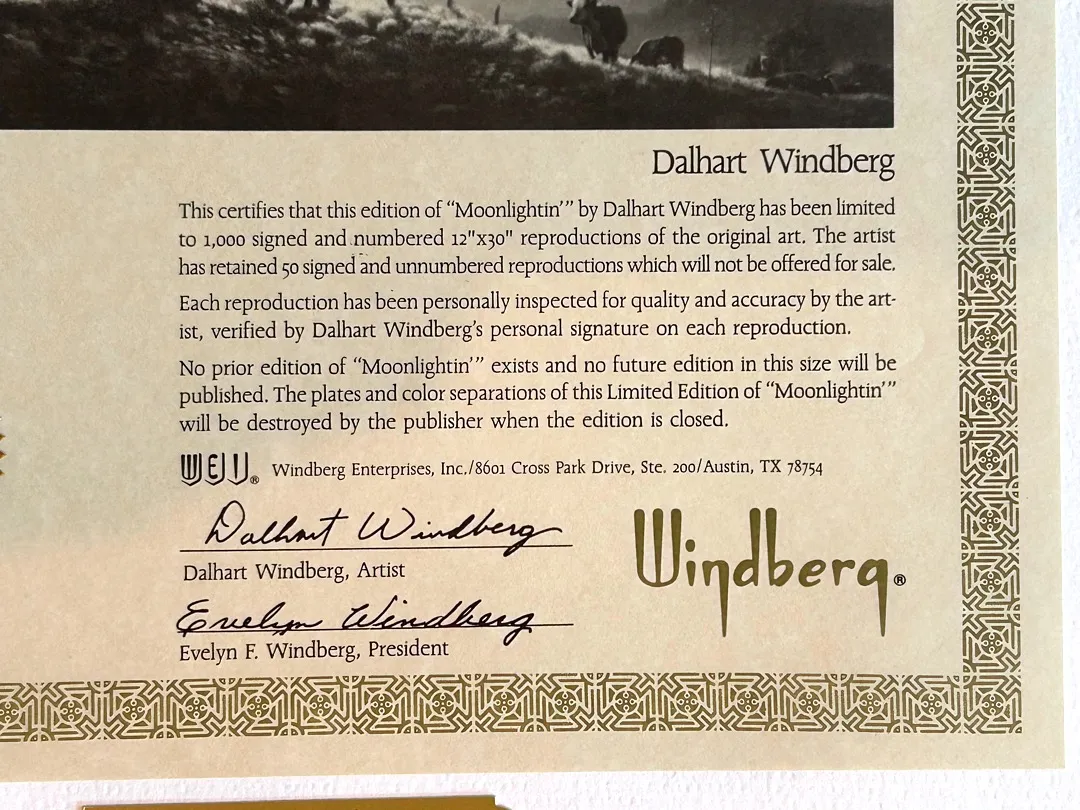 Dalhart Windberg
This certifies that this edition of “Moonlightin’” by Dalhart Windberg has been limited
to 1,000 signed and numbered 12"x30" reproductions of the original art. The artist
has retained 50 signed and unnumbered reproductions which will not be offered for sale.
Each reproduction has been personally inspected for quality and accuracy by the art-
ist, verified by Dalhart Windberg’s personal signature on each reproduction.
No prior edition of “Moonlightin’” exists and no future edition in this size will be
published. The plates and color separations of this Limited Edition of “Moonlightin’”
will be destroyed by the publisher when the edition is closed.
WEI® Windberg Enterprises, Inc./8601 Cross Park Drive, Ste. 200/Austin, TX 78754
Dalhart Windberg
Dalhart Windberg, Artist
Windberg®
Evelyn Windberg
Evelyn F. Windberg, President